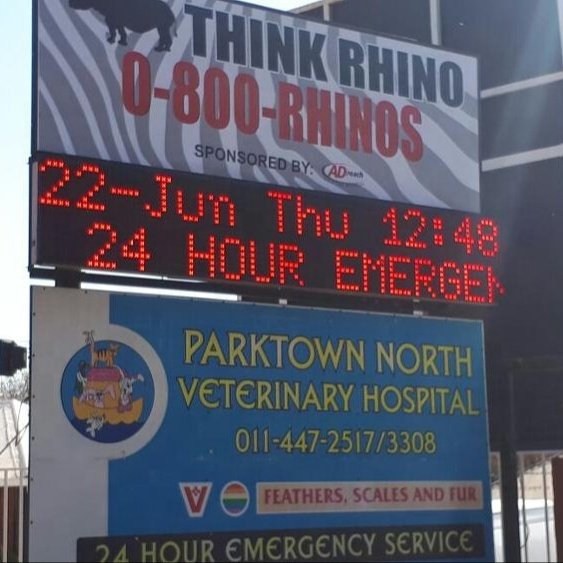 THINK RHINO
0-800-RHINOS
SPONSORED BY: ADreach
22-Jun Thu 12:48
24 HOUR EMERGEN
PARKTOWN NORTH
VETERINARY HOSPITAL
011-447-2517/3308
V FEATHERS, SCALES AND FUR
24 HOUR EMERGENCY SERVICE